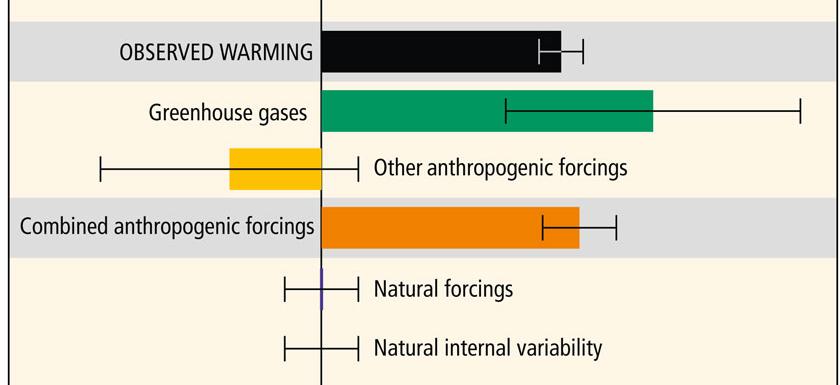 OBSERVED WARMING
Greenhouse gases
Other anthropogenic forcings
Combined anthropogenic forcings
Natural forcings
Natural internal variability